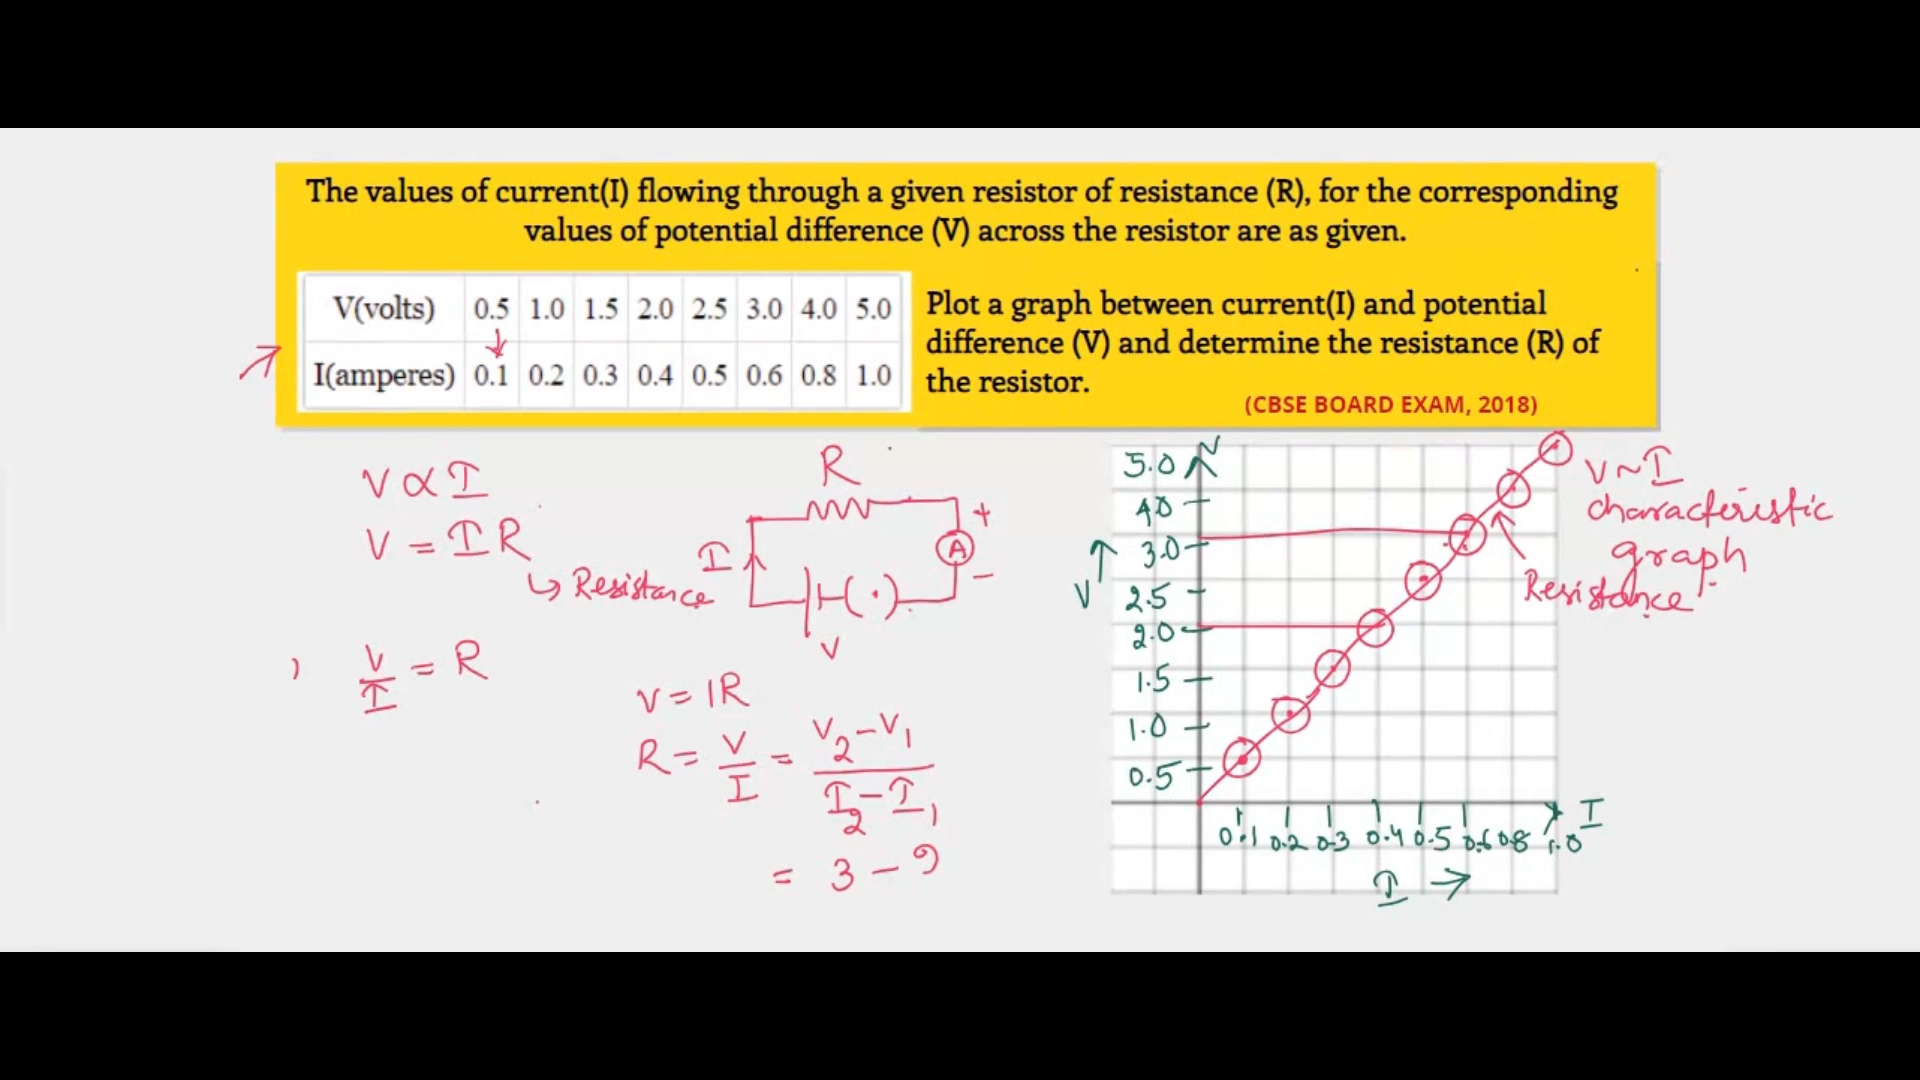 The values of current(I) flowing through a given resistor of resistance (R), for the corresponding
values of potential difference (V) across the resistor are as given.
V(volts) 0.5 1.0 1.5 2.0 2.5 3.0 4.0 5.0
I(amperes) 0.1 0.2 0.3 0.4 0.5 0.6 0.8 1.0
Plot a graph between current(I) and potential
difference (V) and determine the resistance (R) of
the resistor.
(CBSE BOARD EXAM, 2018)
V ∝ I
V = I R
↳ Resistance
V/I = R
R
I
+
A
-
V
V = IR
R = V/I = (V2 - V1)/(I2 - I1)
= 3 -
V
5.0
4.0
3.0
2.5
2.0
1.5
1.0
0.5
V ↑
0.1 0.2 0.3 0.4 0.5 0.6 0.8 1.0
I
I →
V ~ I
characteristic
graph
Resistance